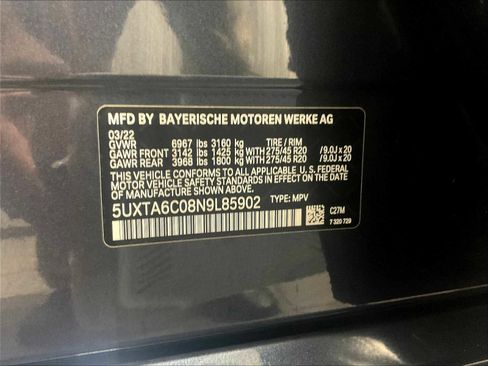 MFD BY BAYERISCHE MOTOREN WERKE AG
03/22
GVWR 6967 lbs 3160 kg TIRE / RIM
GAWR FRONT 3142 lbs 1425 kg WITH 275/45 R20 / 9.0J x 20
GAWR REAR 3968 lbs 1800 kg WITH 275/45 R20 / 9.0J x 20
THIS VEHICLE CONFORMS TO ALL APPLICABLE U. S. FEDERAL
MOTOR VEHICLE SAFETY STANDARDS IN EFFECT ON THE
DATE OF MANUFACTURE SHOWN ABOVE.
5UXTA6C08N9L85902 TYPE: MPV
C27M
7 320 729